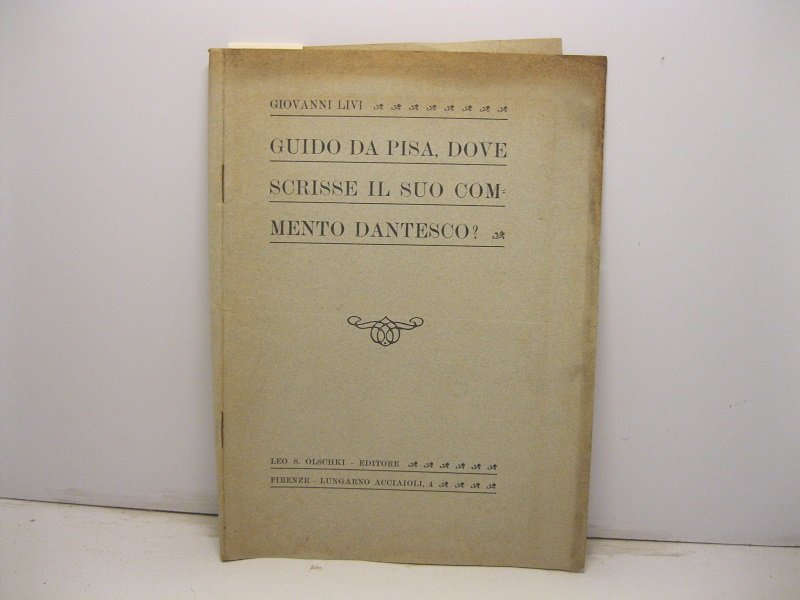 GIOVANNI LIVI
GUIDO DA PISA, DOVE
SCRISSE IL SUO COM-
MENTO DANTESCO?
LEO S. OLSCHKI - EDITORE
FIRENZE - LUNGARNO ACCIAIOLI, 4